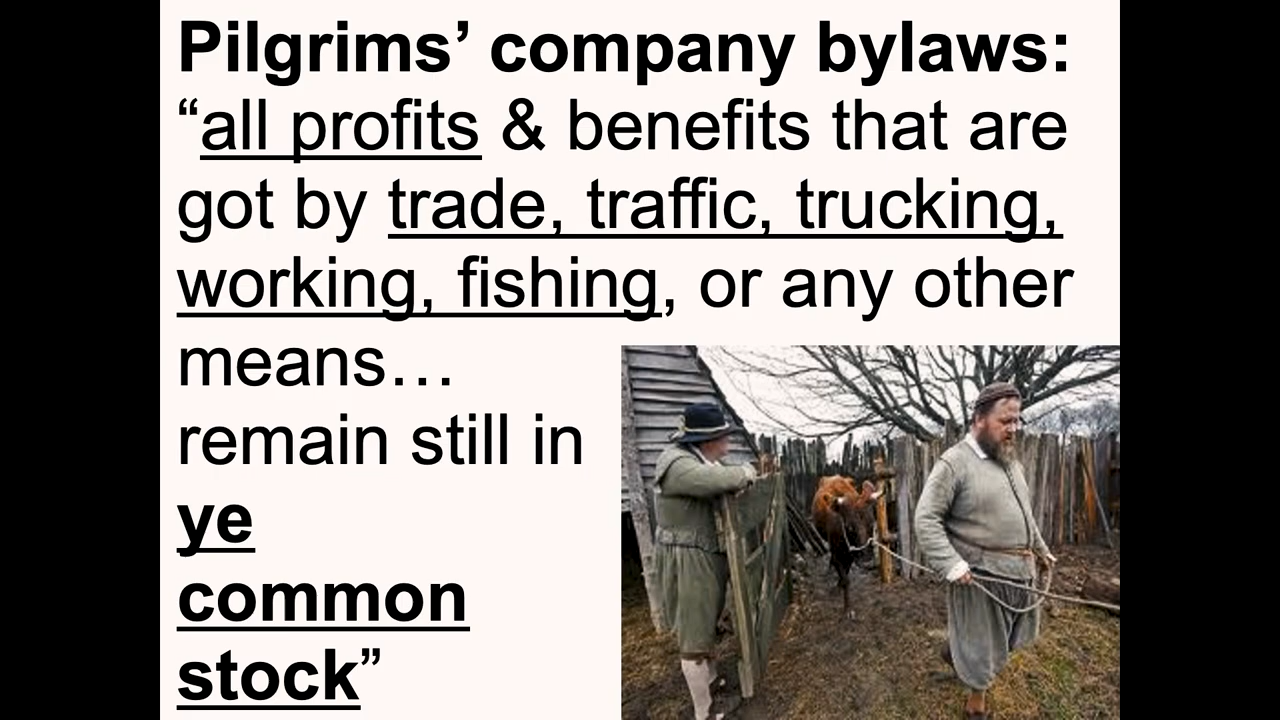 Pilgrims’ company bylaws:
“all profits & benefits that are
got by trade, traffic, trucking,
working, fishing, or any other
means…
remain still in
ye
common
stock”